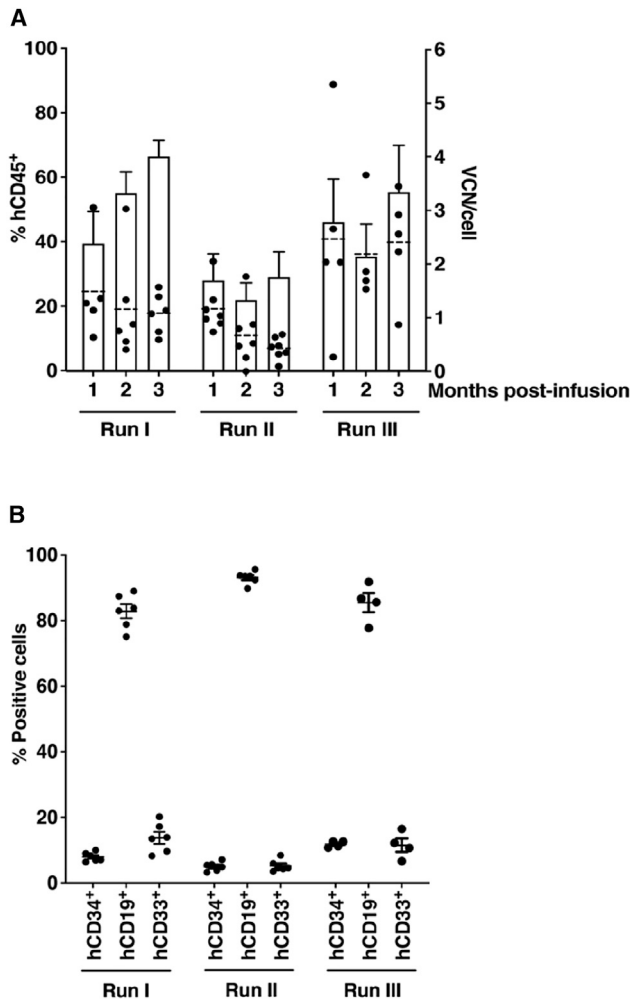 A
100
80
60
40
20
0
% hCD45+
6
5
4
3
2
1
0
VCN/cell
1 2 3 1 2 3 1 2 3 Months post-infusion
Run I Run II Run III
B
100
80
60
40
20
0
% Positive cells
hCD34+ hCD19+ hCD33+ hCD34+ hCD19+ hCD33+ hCD34+ hCD19+ hCD33+
Run I Run II Run III